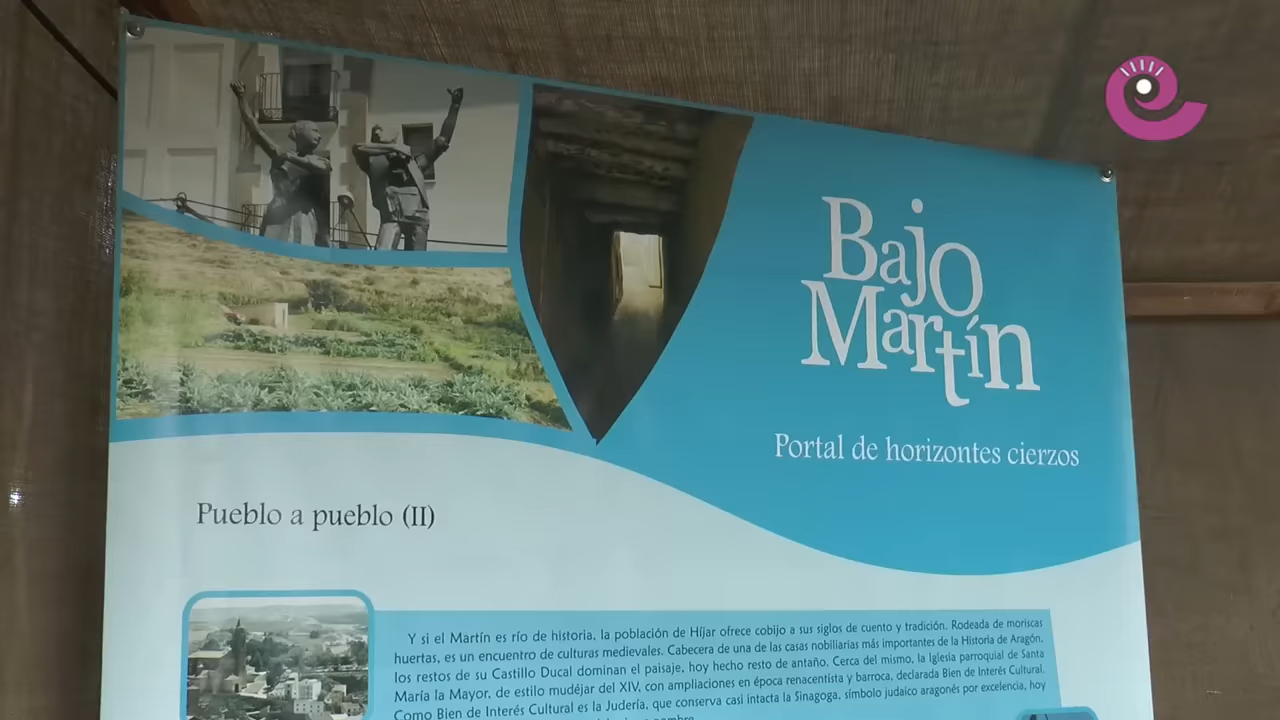 Bajo
Martín
Portal de horizontes cierzos
Pueblo a pueblo (II)
Y si el Martín es río de historia, la población de Híjar ofrece cobijo a sus siglos de cuento y tradición. Rodeada de moriscas
huertas, es un encuentro de culturas medievales. Cabecera de una de las casas nobiliarias más importantes de la Historia de Aragón,
los restos de su Castillo Ducal dominan el paisaje, hoy hecho resto de antaño. Cerca del mismo, la Iglesia parroquial de Santa
María la Mayor, de estilo mudéjar del XIV, con ampliaciones en época renacentista y barroca, declarada Bien de Interés Cultural.
Como Bien de Interés Cultural es la Judería, que conserva casi intacta la Sinagoga, símbolo judaico aragonés por excelencia, hoy